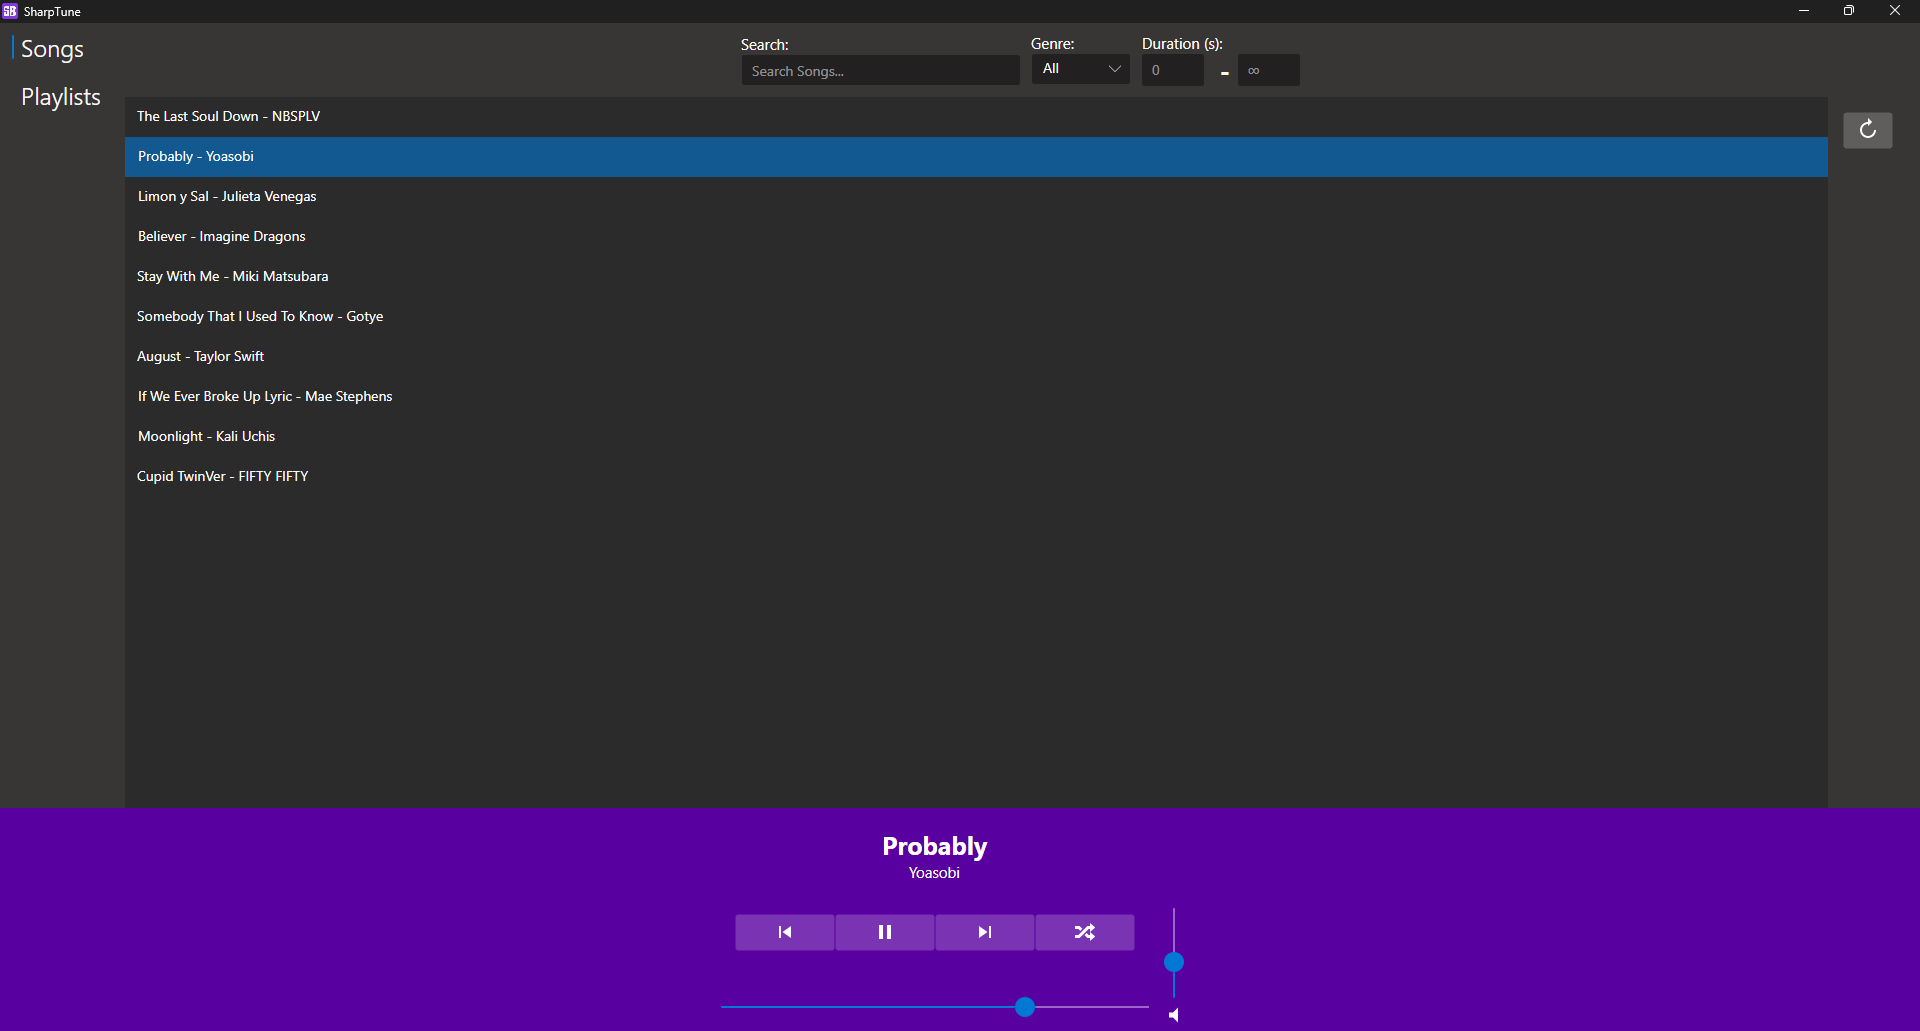 SB SharpTune
Songs
Playlists
Search:
Search Songs...
Genre:
All
Duration (s):
0
-
∞
The Last Soul Down - NBSPLV
Probably - Yoasobi
Limon y Sal - Julieta Venegas
Believer - Imagine Dragons
Stay With Me - Miki Matsubara
Somebody That I Used To Know - Gotye
August - Taylor Swift
If We Ever Broke Up Lyric - Mae Stephens
Moonlight - Kali Uchis
Cupid TwinVer - FIFTY FIFTY
Probably
Yoasobi